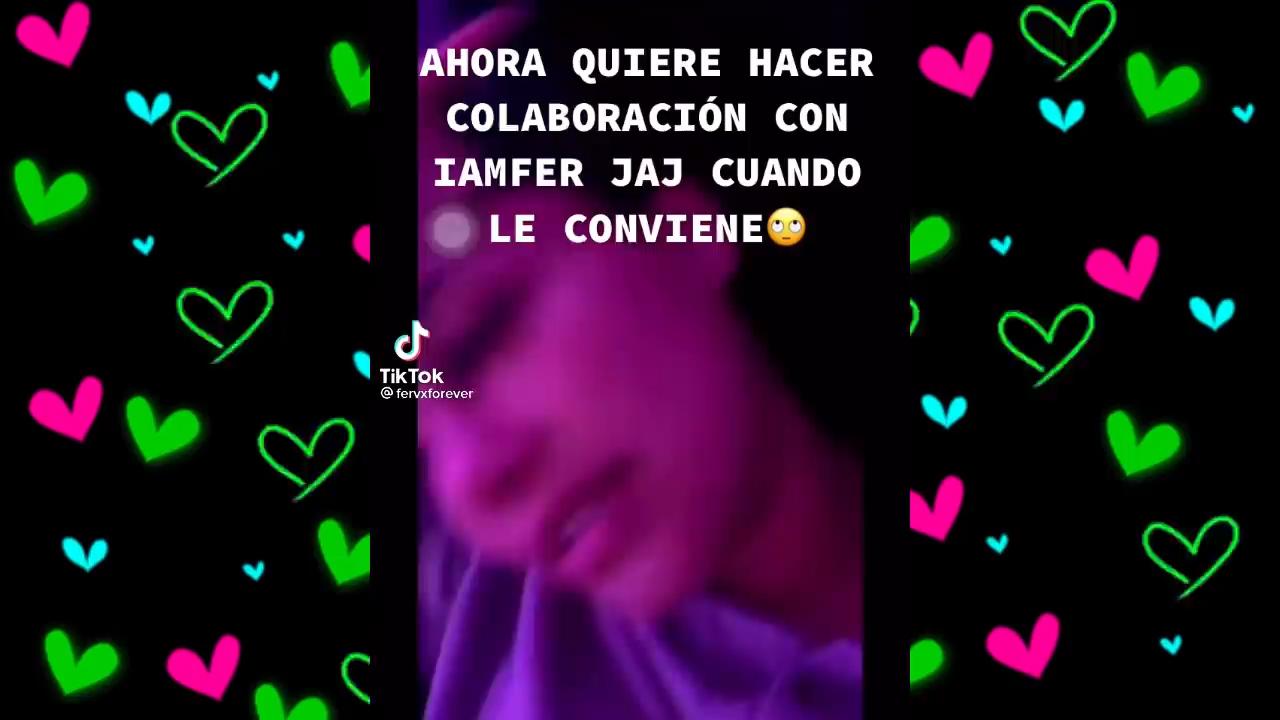 AHORA QUIERE HACER
COLABORACIÓN CON
IAMFER JAJ CUANDO
LE CONVIENE🙄
TikTok
@fervxforever